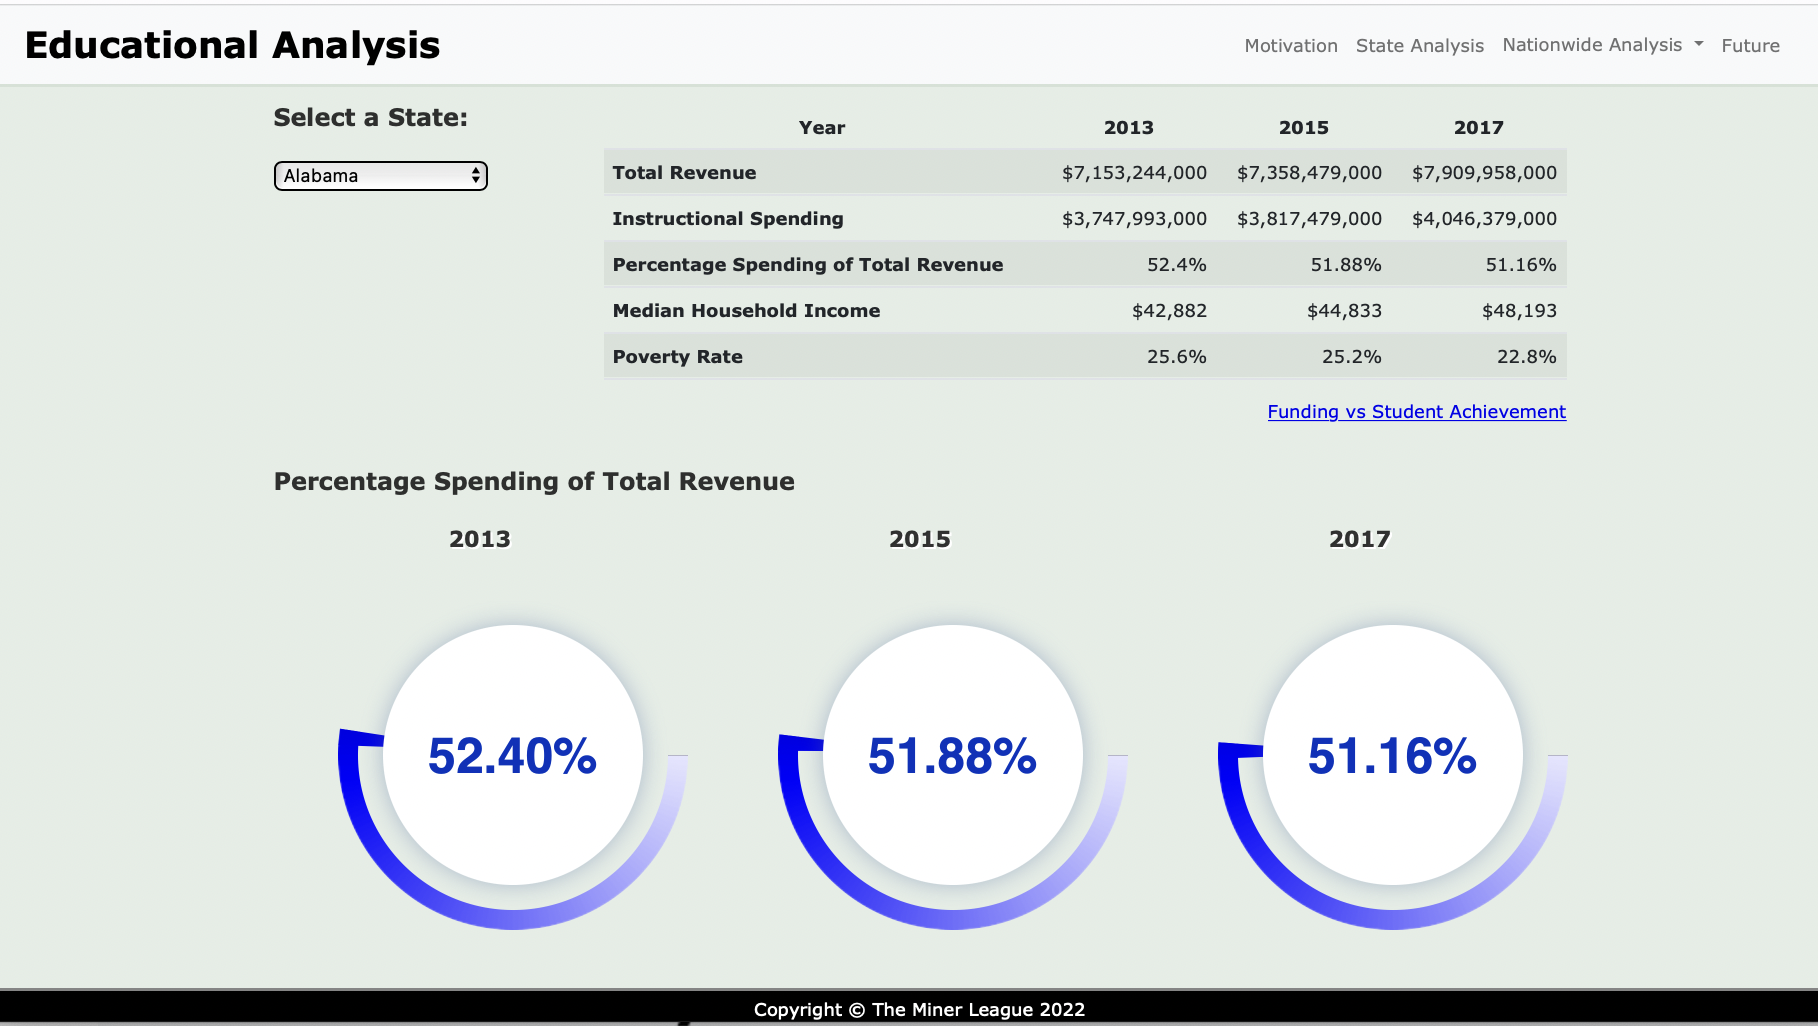 Educational Analysis
Motivation State Analysis Nationwide Analysis Future
Select a State:
Alabama
Year 2013 2015 2017
Total Revenue $7,153,244,000 $7,358,479,000 $7,909,958,000
Instructional Spending $3,747,993,000 $3,817,479,000 $4,046,379,000
Percentage Spending of Total Revenue 52.4% 51.88% 51.16%
Median Household Income $42,882 $44,833 $48,193
Poverty Rate 25.6% 25.2% 22.8%
Funding vs Student Achievement
Percentage Spending of Total Revenue
2013 2015 2017
52.40% 51.88% 51.16%
Copyright © The Miner League 2022